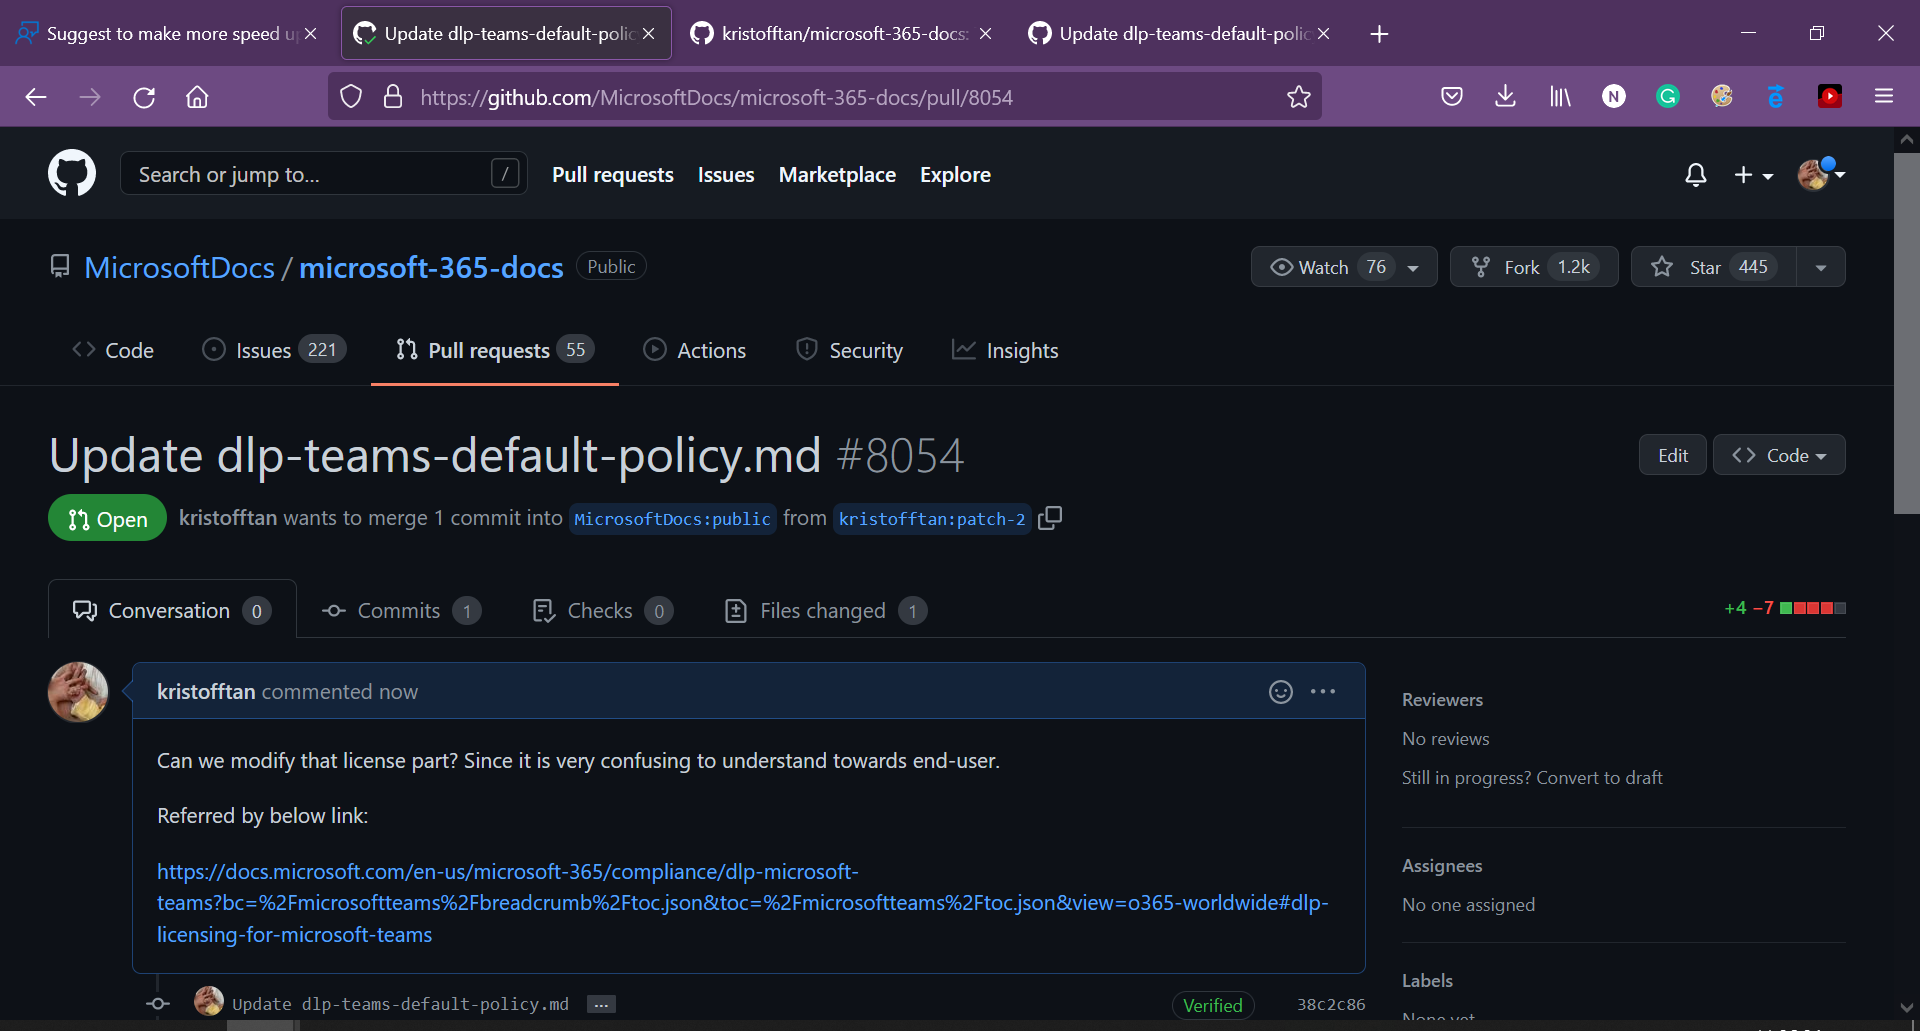 Suggest to make more speed u
Update dlp-teams-default-polic
kristofftan/microsoft-365-docs:
Update dlp-teams-default-polic
https://github.com/MicrosoftDocs/microsoft-365-docs/pull/8054
N
Search or jump to...
/
Pull requests
Issues
Marketplace
Explore
MicrosoftDocs / microsoft-365-docs
Public
Watch 76
Fork 1.2k
Star 445
Code
Issues 221
Pull requests 55
Actions
Security
Insights
Update dlp-teams-default-policy.md #8054
Edit
Code
Open
kristofftan wants to merge 1 commit into MicrosoftDocs:public from kristofftan:patch-2
Conversation 0
Commits 1
Checks 0
Files changed 1
+4 −7
kristofftan commented now
Can we modify that license part? Since it is very confusing to understand towards end-user.
Referred by below link:
https://docs.microsoft.com/en-us/microsoft-365/compliance/dlp-microsoft-
teams?bc=%2Fmicrosoftteams%2Fbreadcrumb%2Ftoc.json&toc=%2Fmicrosoftteams%2Ftoc.json&view=o365-worldwide#dlp-
licensing-for-microsoft-teams
Update dlp-teams-default-policy.md
...
Verified
38c2c86
Reviewers
No reviews
Still in progress? Convert to draft
Assignees
No one assigned
Labels
None yet